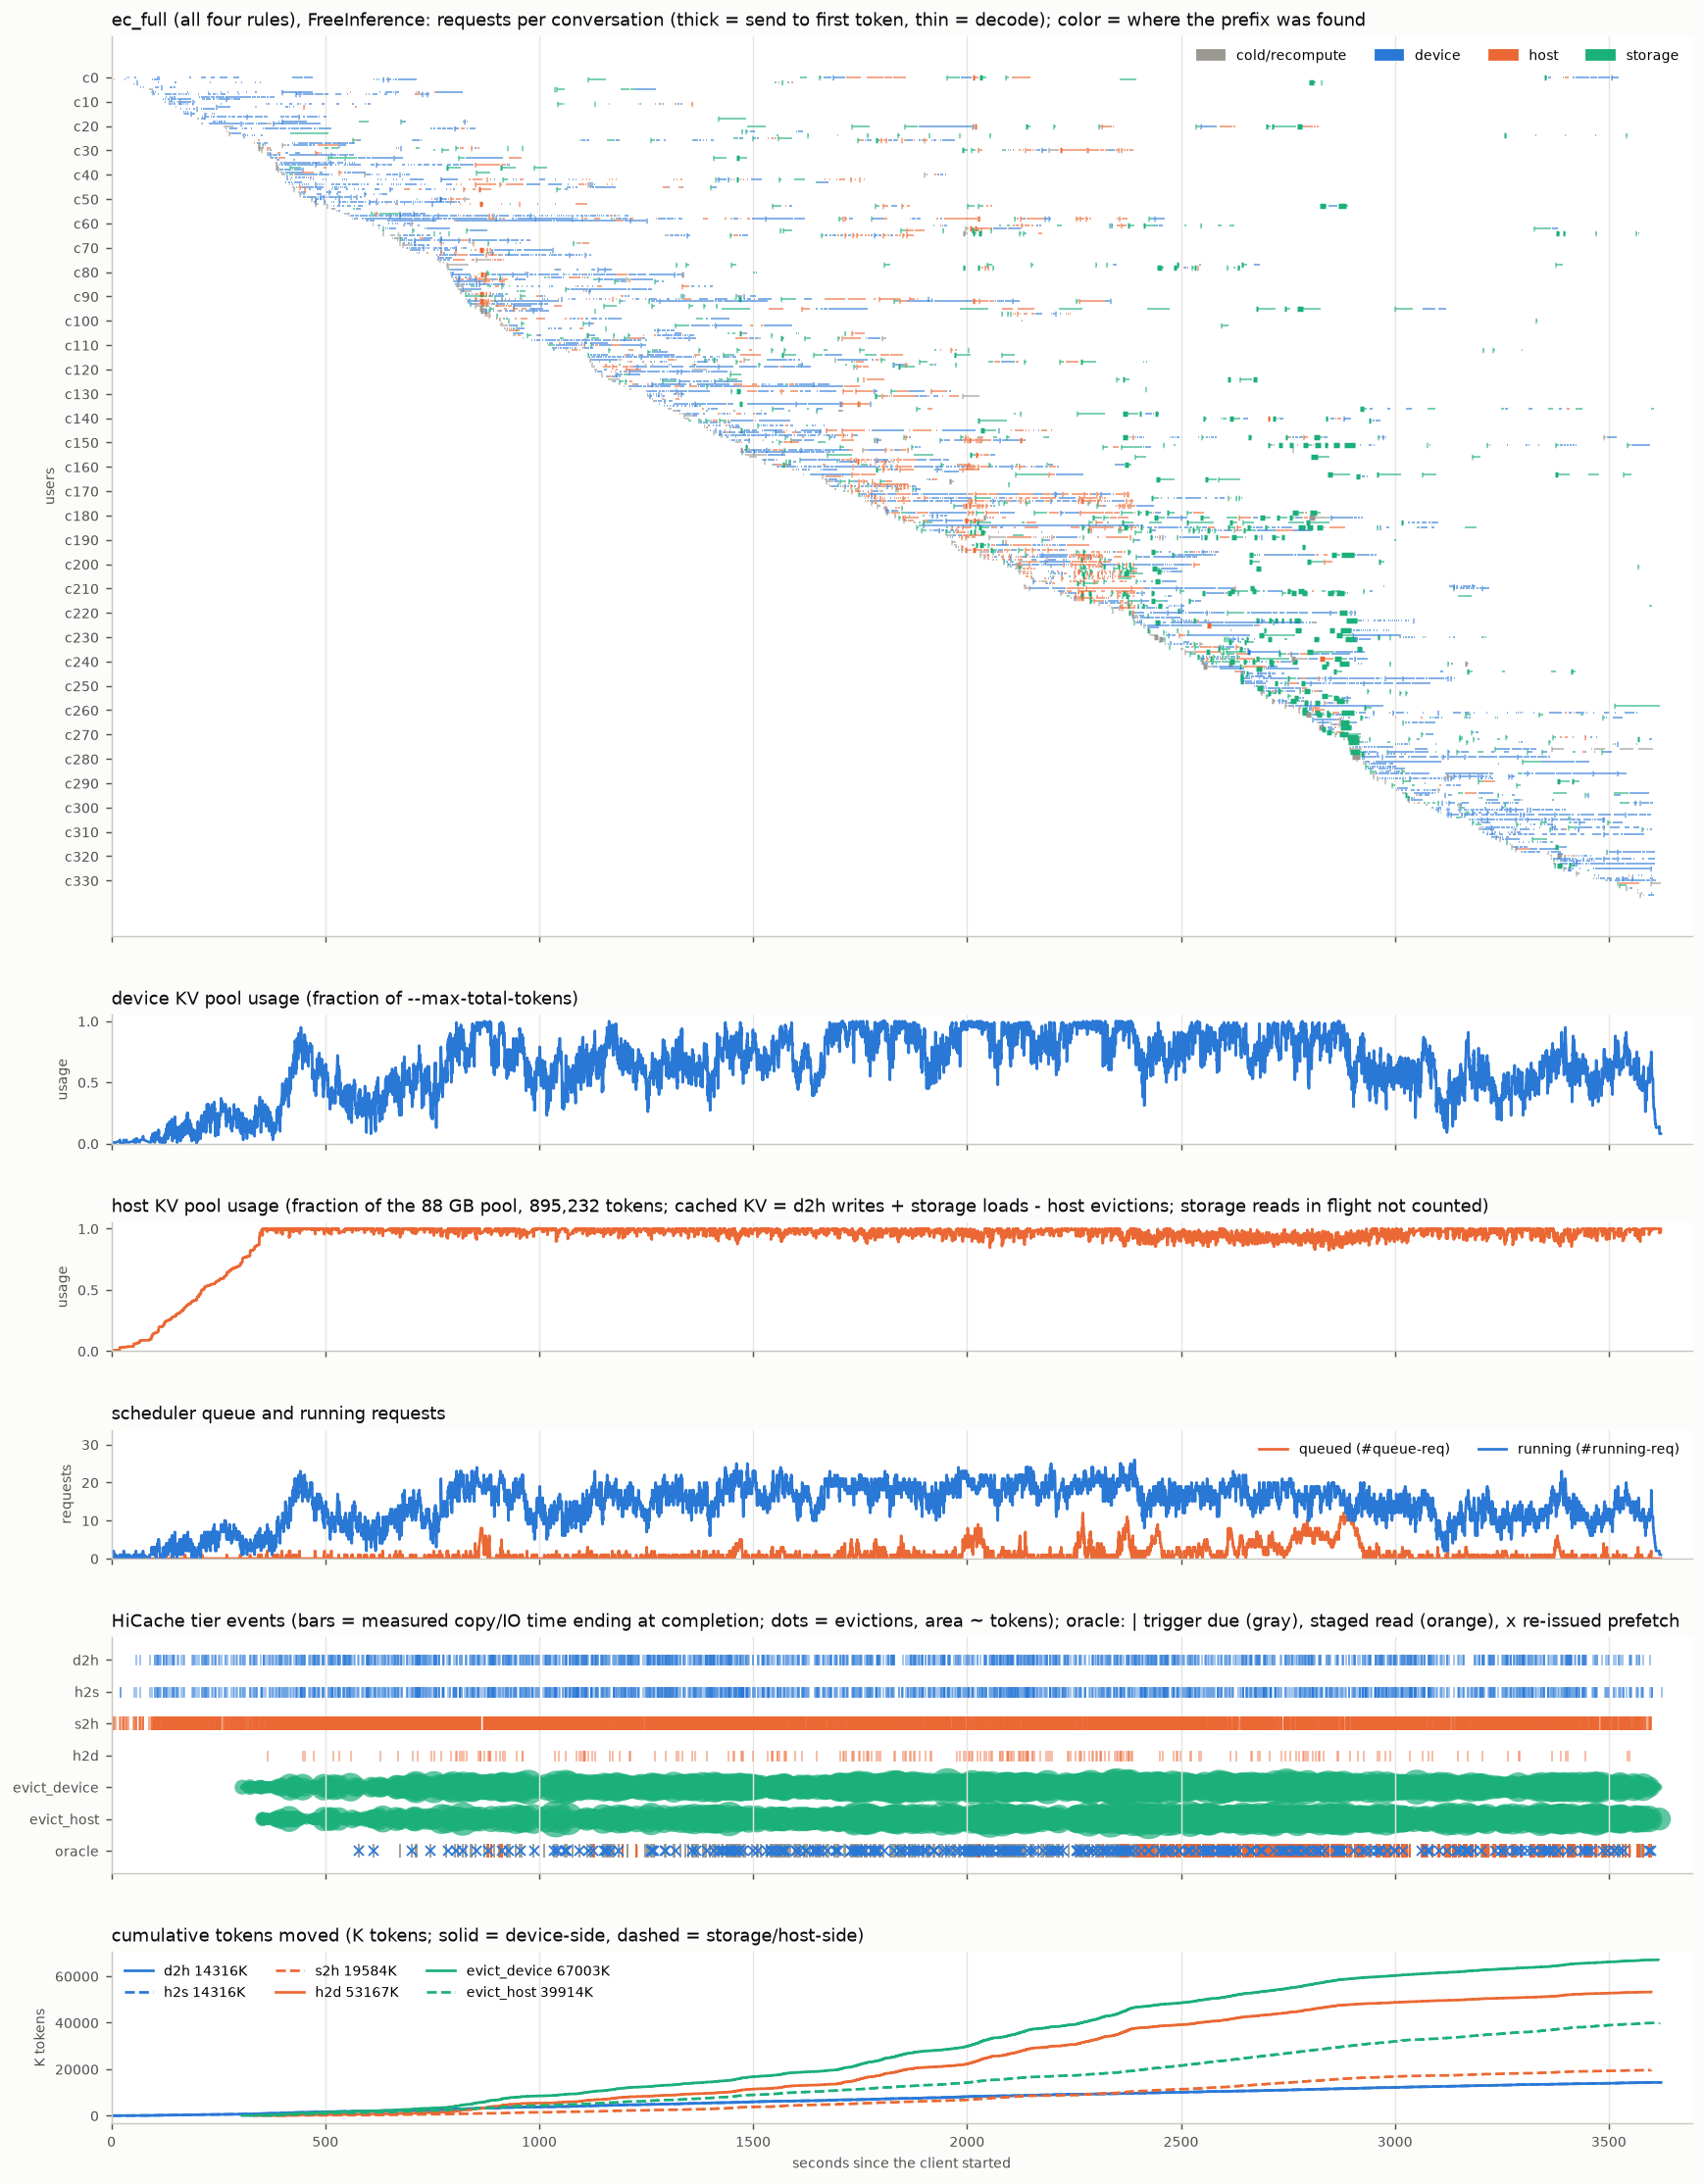 ec_full (all four rules), FreeInference: requests per conversation (thick = send to first token, thin = decode); color = where the prefix was found
cold/recompute
device
host
storage
c0
c10
c20
c30
c40
c50
c60
c70
c80
c90
c100
c110
c120
c130
c140
c150
c160
c170
c180
c190
c200
c210
c220
c230
c240
c250
c260
c270
c280
c290
c300
c310
c320
c330
users
device KV pool usage (fraction of --max-total-tokens)
1.0
0.5
0.0
usage
host KV pool usage (fraction of the 88 GB pool, 895,232 tokens; cached KV = d2h writes + storage loads - host evictions; storage reads in flight not counted)
1.0
0.5
0.0
usage
scheduler queue and running requests
queued (#queue-req)
running (#running-req)
30
20
10
0
requests
HiCache tier events (bars = measured copy/IO time ending at completion; dots = evictions, area ~ tokens); oracle: | trigger due (gray), staged read (orange), x re-issued prefetch
d2h
h2s
s2h
h2d
evict_device
evict_host
oracle
cumulative tokens moved (K tokens; solid = device-side, dashed = storage/host-side)
d2h 14316K
h2s 14316K
s2h 19584K
h2d 53167K
evict_device 67003K
evict_host 39914K
60000
40000
20000
0
K tokens
0
500
1000
1500
2000
2500
3000
3500
seconds since the client started